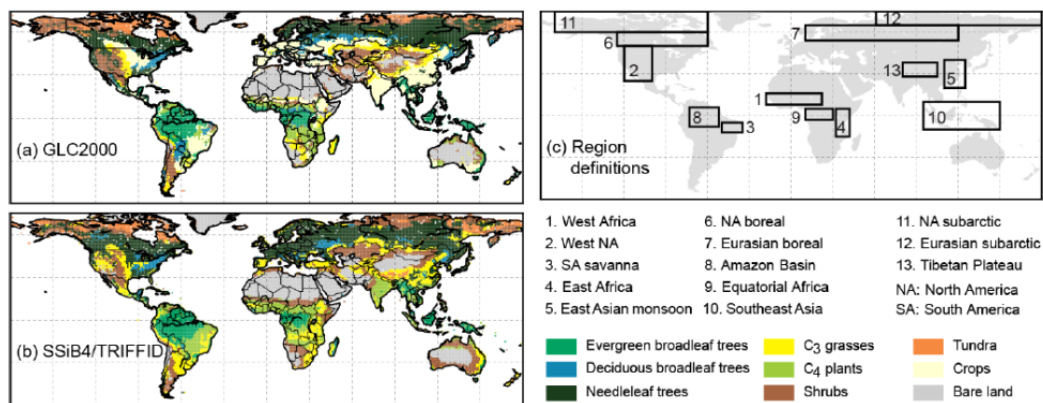 (a) GLC2000
(b) SSiB4/TRIFFID
11
12
7
6
2
13
5
1
8
3
9
4
10
(c) Region
definitions
1. West Africa
2. West NA
3. SA savanna
4. East Africa
5. East Asian monsoon
6. NA boreal
7. Eurasian boreal
8. Amazon Basin
9. Equatorial Africa
10. Southeast Asia
11. NA subarctic
12. Eurasian subarctic
13. Tibetan Plateau
NA: North America
SA: South America
Evergreen broadleaf trees
Deciduous broadleaf trees
Needleleaf trees
C₃ grasses
C₄ plants
Shrubs
Tundra
Crops
Bare land